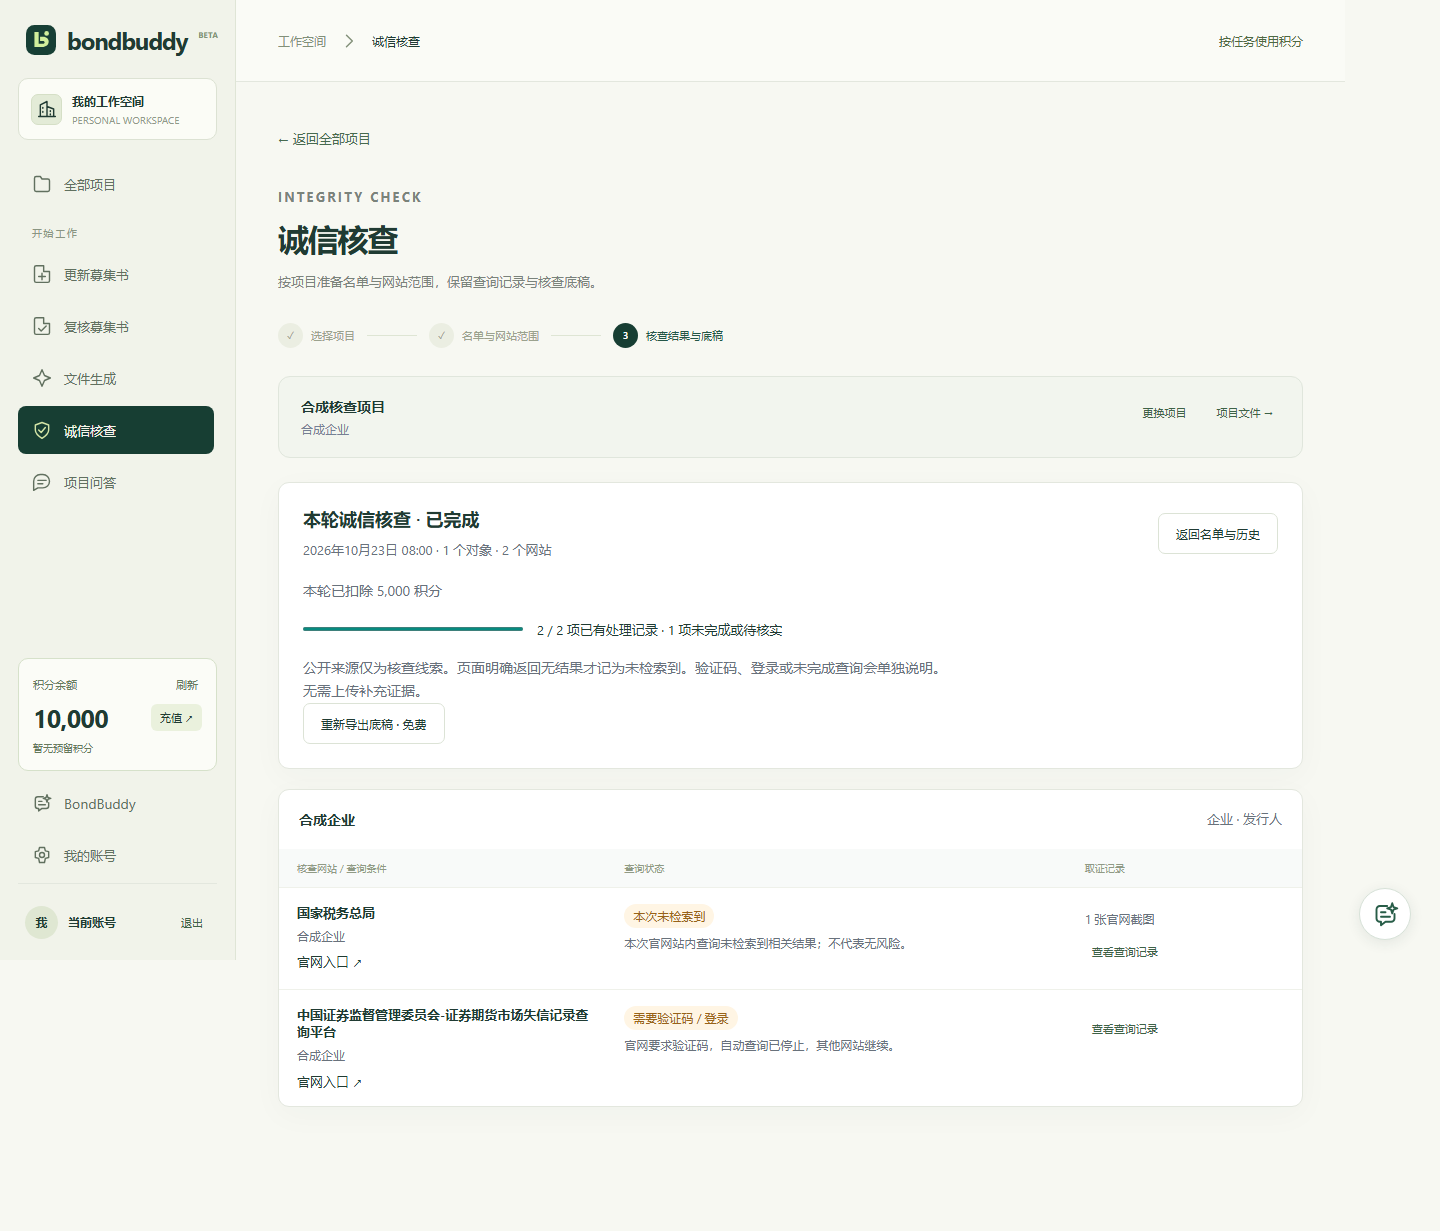 bondbuddy BETA
我的工作空间
PERSONAL WORKSPACE
全部项目
开始工作
更新募集书
复核募集书
文件生成
诚信核查
项目问答
积分余额 刷新
10,000 充值 ↗
暂无预留积分
BondBuddy
我的账号
我 当前账号 退出
工作空间 诚信核查 按任务使用积分
← 返回全部项目
INTEGRITY CHECK
诚信核查
按项目准备名单与网站范围，保留查询记录与核查底稿。
✓ 选择项目 ✓ 名单与网站范围 3 核查结果与底稿
合成核查项目
合成企业
更换项目 项目文件 →
本轮诚信核查 · 已完成
2026年10月23日 08:00 · 1 个对象 · 2 个网站
返回名单与历史
本轮已扣除 5,000 积分
2 / 2 项已有处理记录 · 1 项未完成或待核实
公开来源仅为核查线索。页面明确返回无结果才记为未检索到。验证码、登录或未完成查询会单独说明。
无需上传补充证据。
重新导出底稿 · 免费
合成企业 企业 · 发行人
核查网站 / 查询条件 查询状态 取证记录
国家税务总局
合成企业
官网入口 ↗
本次未检索到
本次官网站内查询未检索到相关结果；不代表无风险。
1 张官网截图
查看查询记录
中国证券监督管理委员会-证券期货市场失信记录查
询平台
合成企业
官网入口 ↗
需要验证码 / 登录
官网要求验证码，自动查询已停止，其他网站继续。
查看查询记录